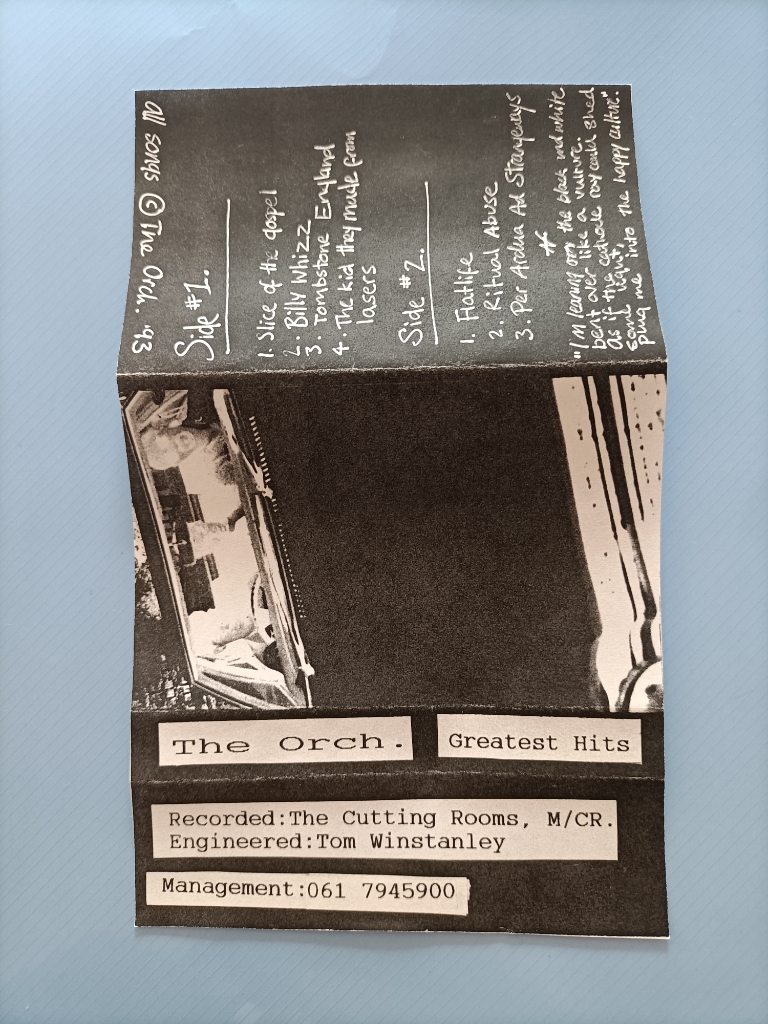 All songs © The Orch. '93
Side #1.
1. Slice of the gospel
2. Billy Whizz
3. Tombstone England
4. The kid they made from
lasers
Side #2.
1. Flatlife
2. Ritual Abuse
3. Per Ardua Ad Strangeways
"I'm leaning over the black and white
bent over like a vulture.
As if the cathode ray could shed
some light,
plug me into the happy culture".
The Orch.
Greatest Hits
Recorded:The Cutting Rooms, M/CR.
Engineered:Tom Winstanley
Management:061 7945900